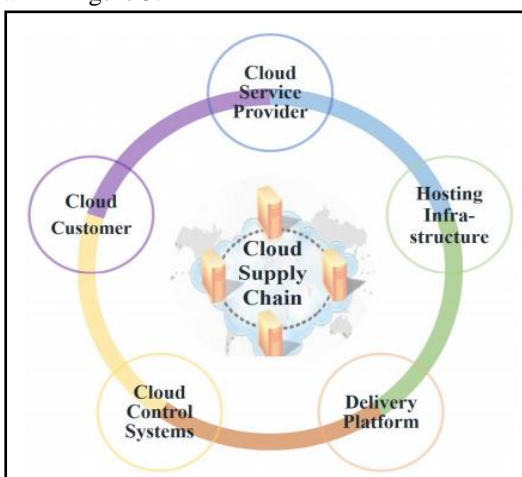 Cloud
Service
Provider
Cloud
Customer
Hosting
Infra-
structure
Cloud
Supply
Chain
Cloud
Control
Systems
Delivery
Platform